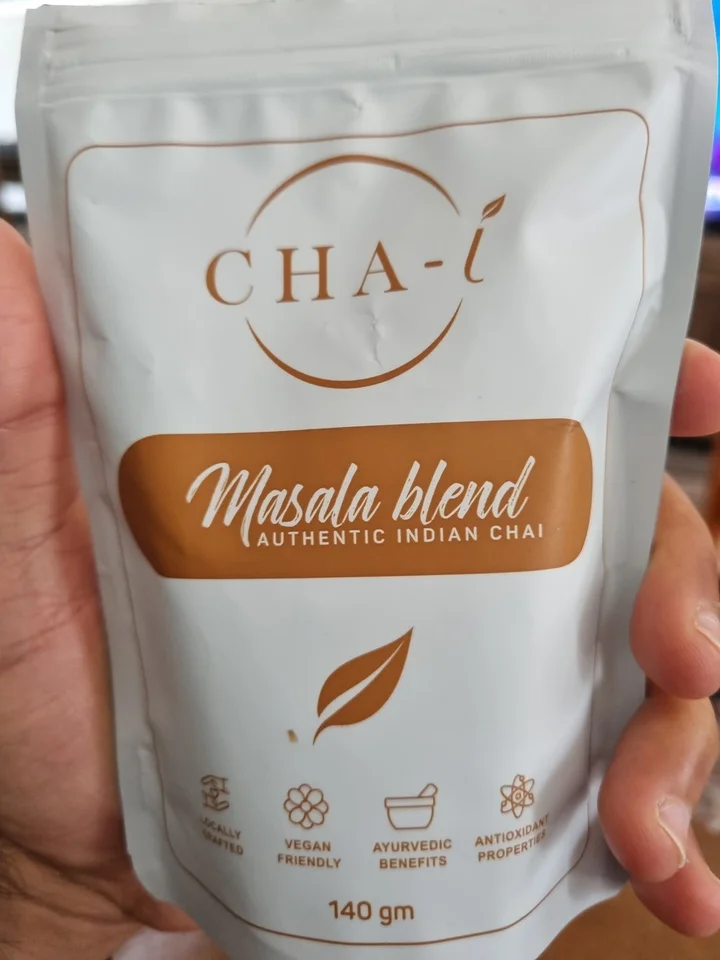 CHA-i
Masala blend
AUTHENTIC INDIAN CHAI
LOCALLY
CRAFTED
VEGAN
FRIENDLY
AYURVEDIC
BENEFITS
ANTIOXIDANT
PROPERTIES
140 gm